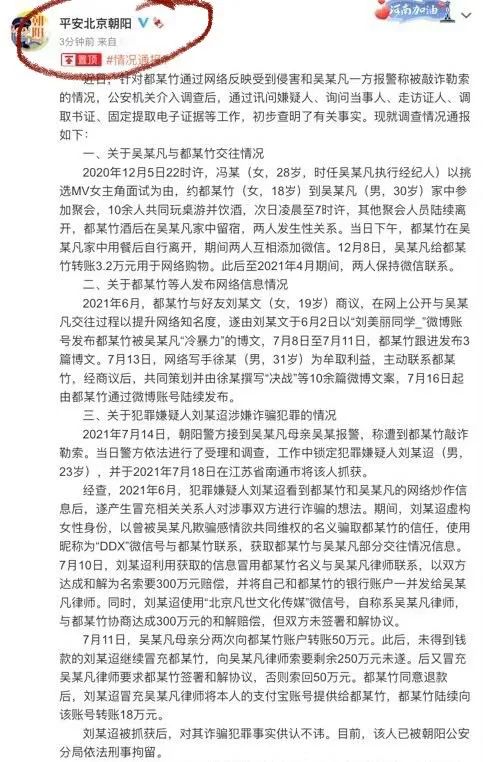 朝阳
平安北京朝阳
河南加油
3分钟前 来自
置顶 #情况通报
近日，针对都某竹通过网络反映受到侵害和吴某凡一方报警称被敲诈勒索
的情况，公安机关介入调查后，通过讯问嫌疑人、询问当事人、走访证人、调
取书证、固定提取电子证据等工作，初步查明了有关事实。现就调查情况通报
如下：
一、关于吴某凡与都某竹交往情况
2020年12月5日22时许，冯某（女，28岁，时任吴某凡执行经纪人）以挑
选MV女主角面试为由，约都某竹（女，18岁）到吴某凡（男，30岁）家中参
加聚会，10余人共同玩桌游并饮酒，次日凌晨至7时许，其他聚会人员陆续离
开，都某竹酒后在吴某凡家中留宿，两人发生性关系。当日下午，都某竹在吴
某凡家用餐后自行离开，期间两人互相添加微信。12月8日，吴某凡给都某
竹转账3.2万元用于网络购物。此后至2021年4月期间，两人保持微信联系。
二、关于都某竹等人发布网络信息情况
2021年6月，都某竹与好友刘某文（女，19岁）商议，在网上公开与吴某
凡交往过程以提升网络知名度，遂由刘某文于6月2日以“刘美丽同学_”微博账
号发布都某竹被吴某凡“冷暴力”的博文，7月8日至7月11日，都某竹跟进发布3
篇博文。7月13日，网络写手徐某（男，31岁）为牟取利益，主动联系都某
竹，经商议后，共同策划并由徐某撰写“决战”等10余篇微博文案，7月16日起
由都某竹通过微博账号陆续发布。
三、关于犯罪嫌疑人刘某迢涉嫌诈骗犯罪的情况
2021年7月14日，朝阳警方接到吴某凡母亲吴某报警，称遭到都某竹敲诈
勒索。当日警方依法进行了受理和调查，工作中锁定犯罪嫌疑人刘某迢（男，
23岁），并于2021年7月18日在江苏省南通市将该人抓获。
经查，2021年6月，犯罪嫌疑人刘某迢看到都某竹和吴某凡的网络炒作信
息后，遂产生冒充相关关系人对涉事双方进行诈骗的想法。期间，刘某迢虚构
女性身份，以曾被吴某凡欺骗感情欲共同维权的名义骗取都某竹的信任，使用
昵称为“DDX”微信号与都某竹联系，获取都某竹与吴某凡部分交往情况信息。
7月10日，刘某迢利用获取的信息冒用都某竹名义与吴某凡律师联系，以双方
达成和解为名索要300万元赔偿，并将自己和都某竹的银行账户一并发给吴某
凡律师。同时，刘某迢使用“北京凡世文化传媒”微信号，自称系吴某凡律师，
与都某竹协商达成300万元的和解赔偿，但双方未签署和解协议。
7月11日，吴某凡母亲分两次向都某竹账户转账50万元。此后，未得到钱
款的刘某迢继续冒充都某竹，向吴某凡律师索要剩余250万元未遂。后又冒充
吴某凡律师要求都某竹签署和解协议，否则索回50万元。都某竹同意退款
后，刘某迢冒充吴某凡律师将本人的支付宝账号提供给都某竹，都某竹陆续向
该账号转账18万元。
刘某迢被抓获后，对其诈骗犯罪事实供认不讳。目前，该人已被朝阳公安
分局依法刑事拘留。